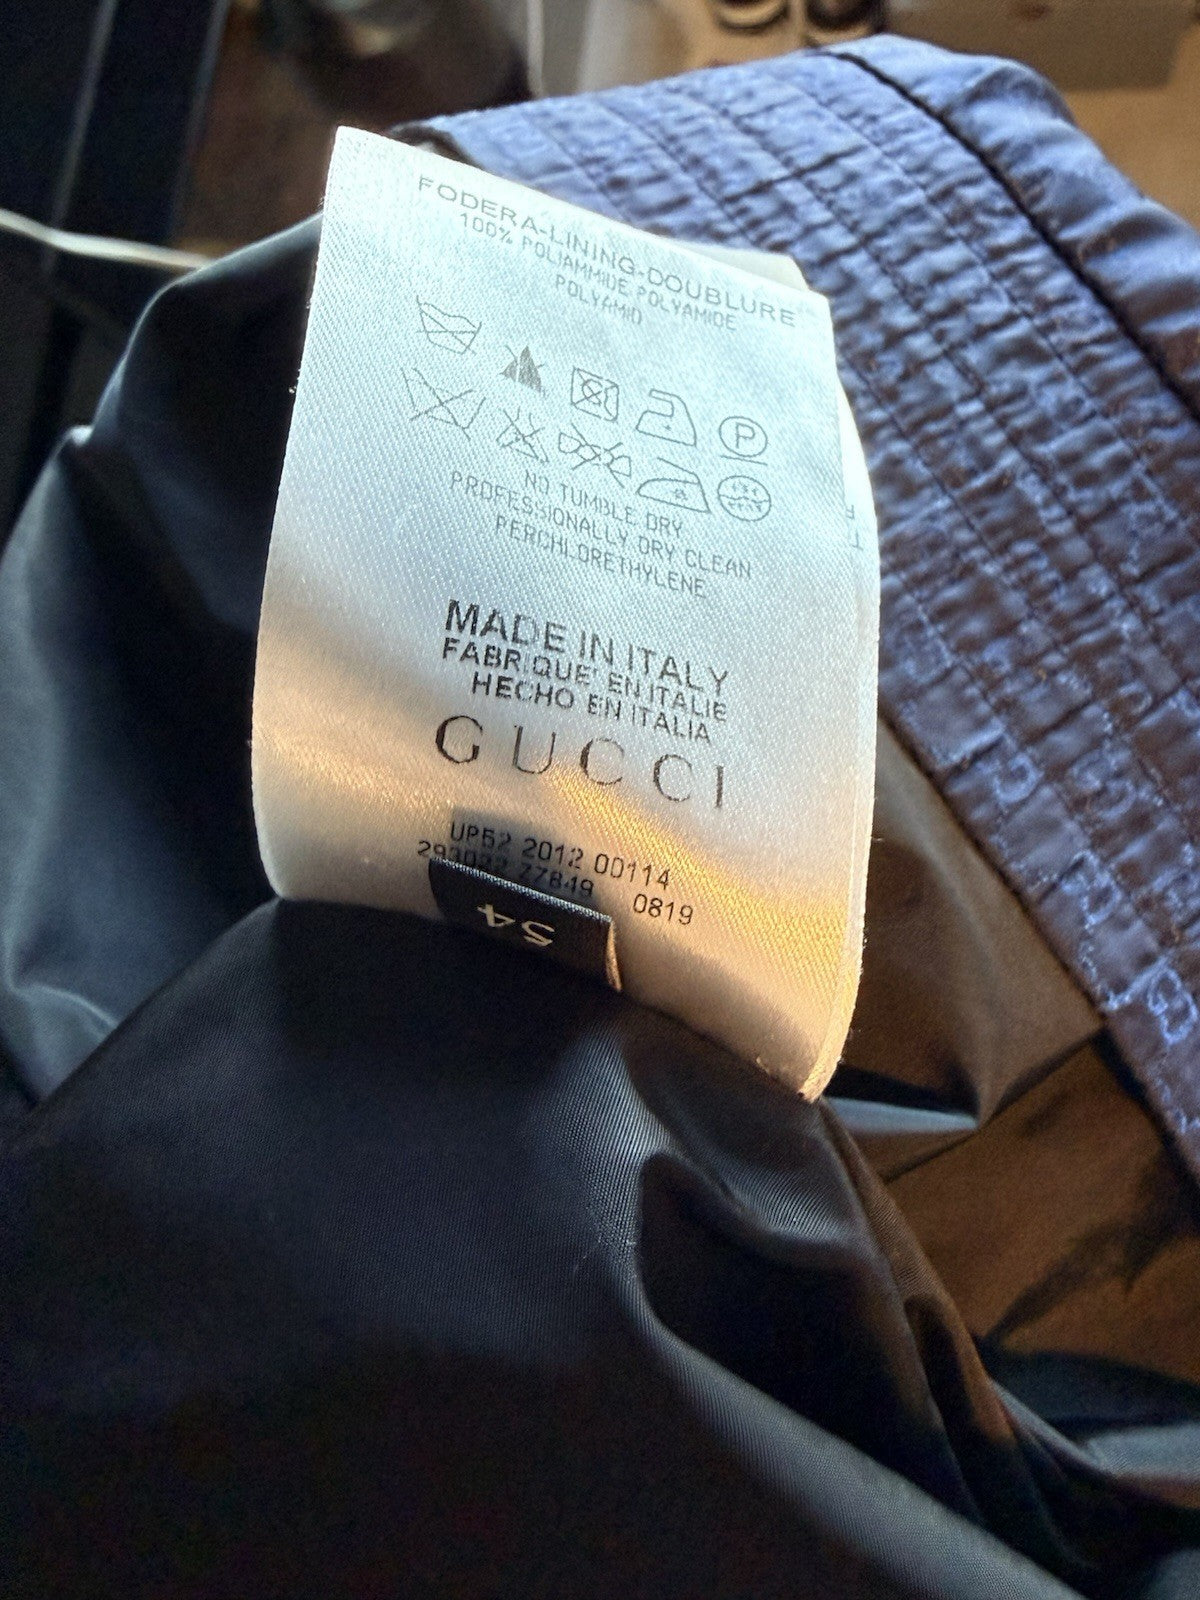 FODERA-LINING-DOUBLURE
100% POLIAMMIDE POLYAMIDE
POLYAMID
P
NO TUMBLE DRY
PROFESSIONALLY DRY CLEAN
PERCHLORETHYLENE
MADE IN ITALY
FABRIQUE' EN ITALIE
HECHO EN ITALIA
GUCCI
UP52 2012 00114
77849 0819
54